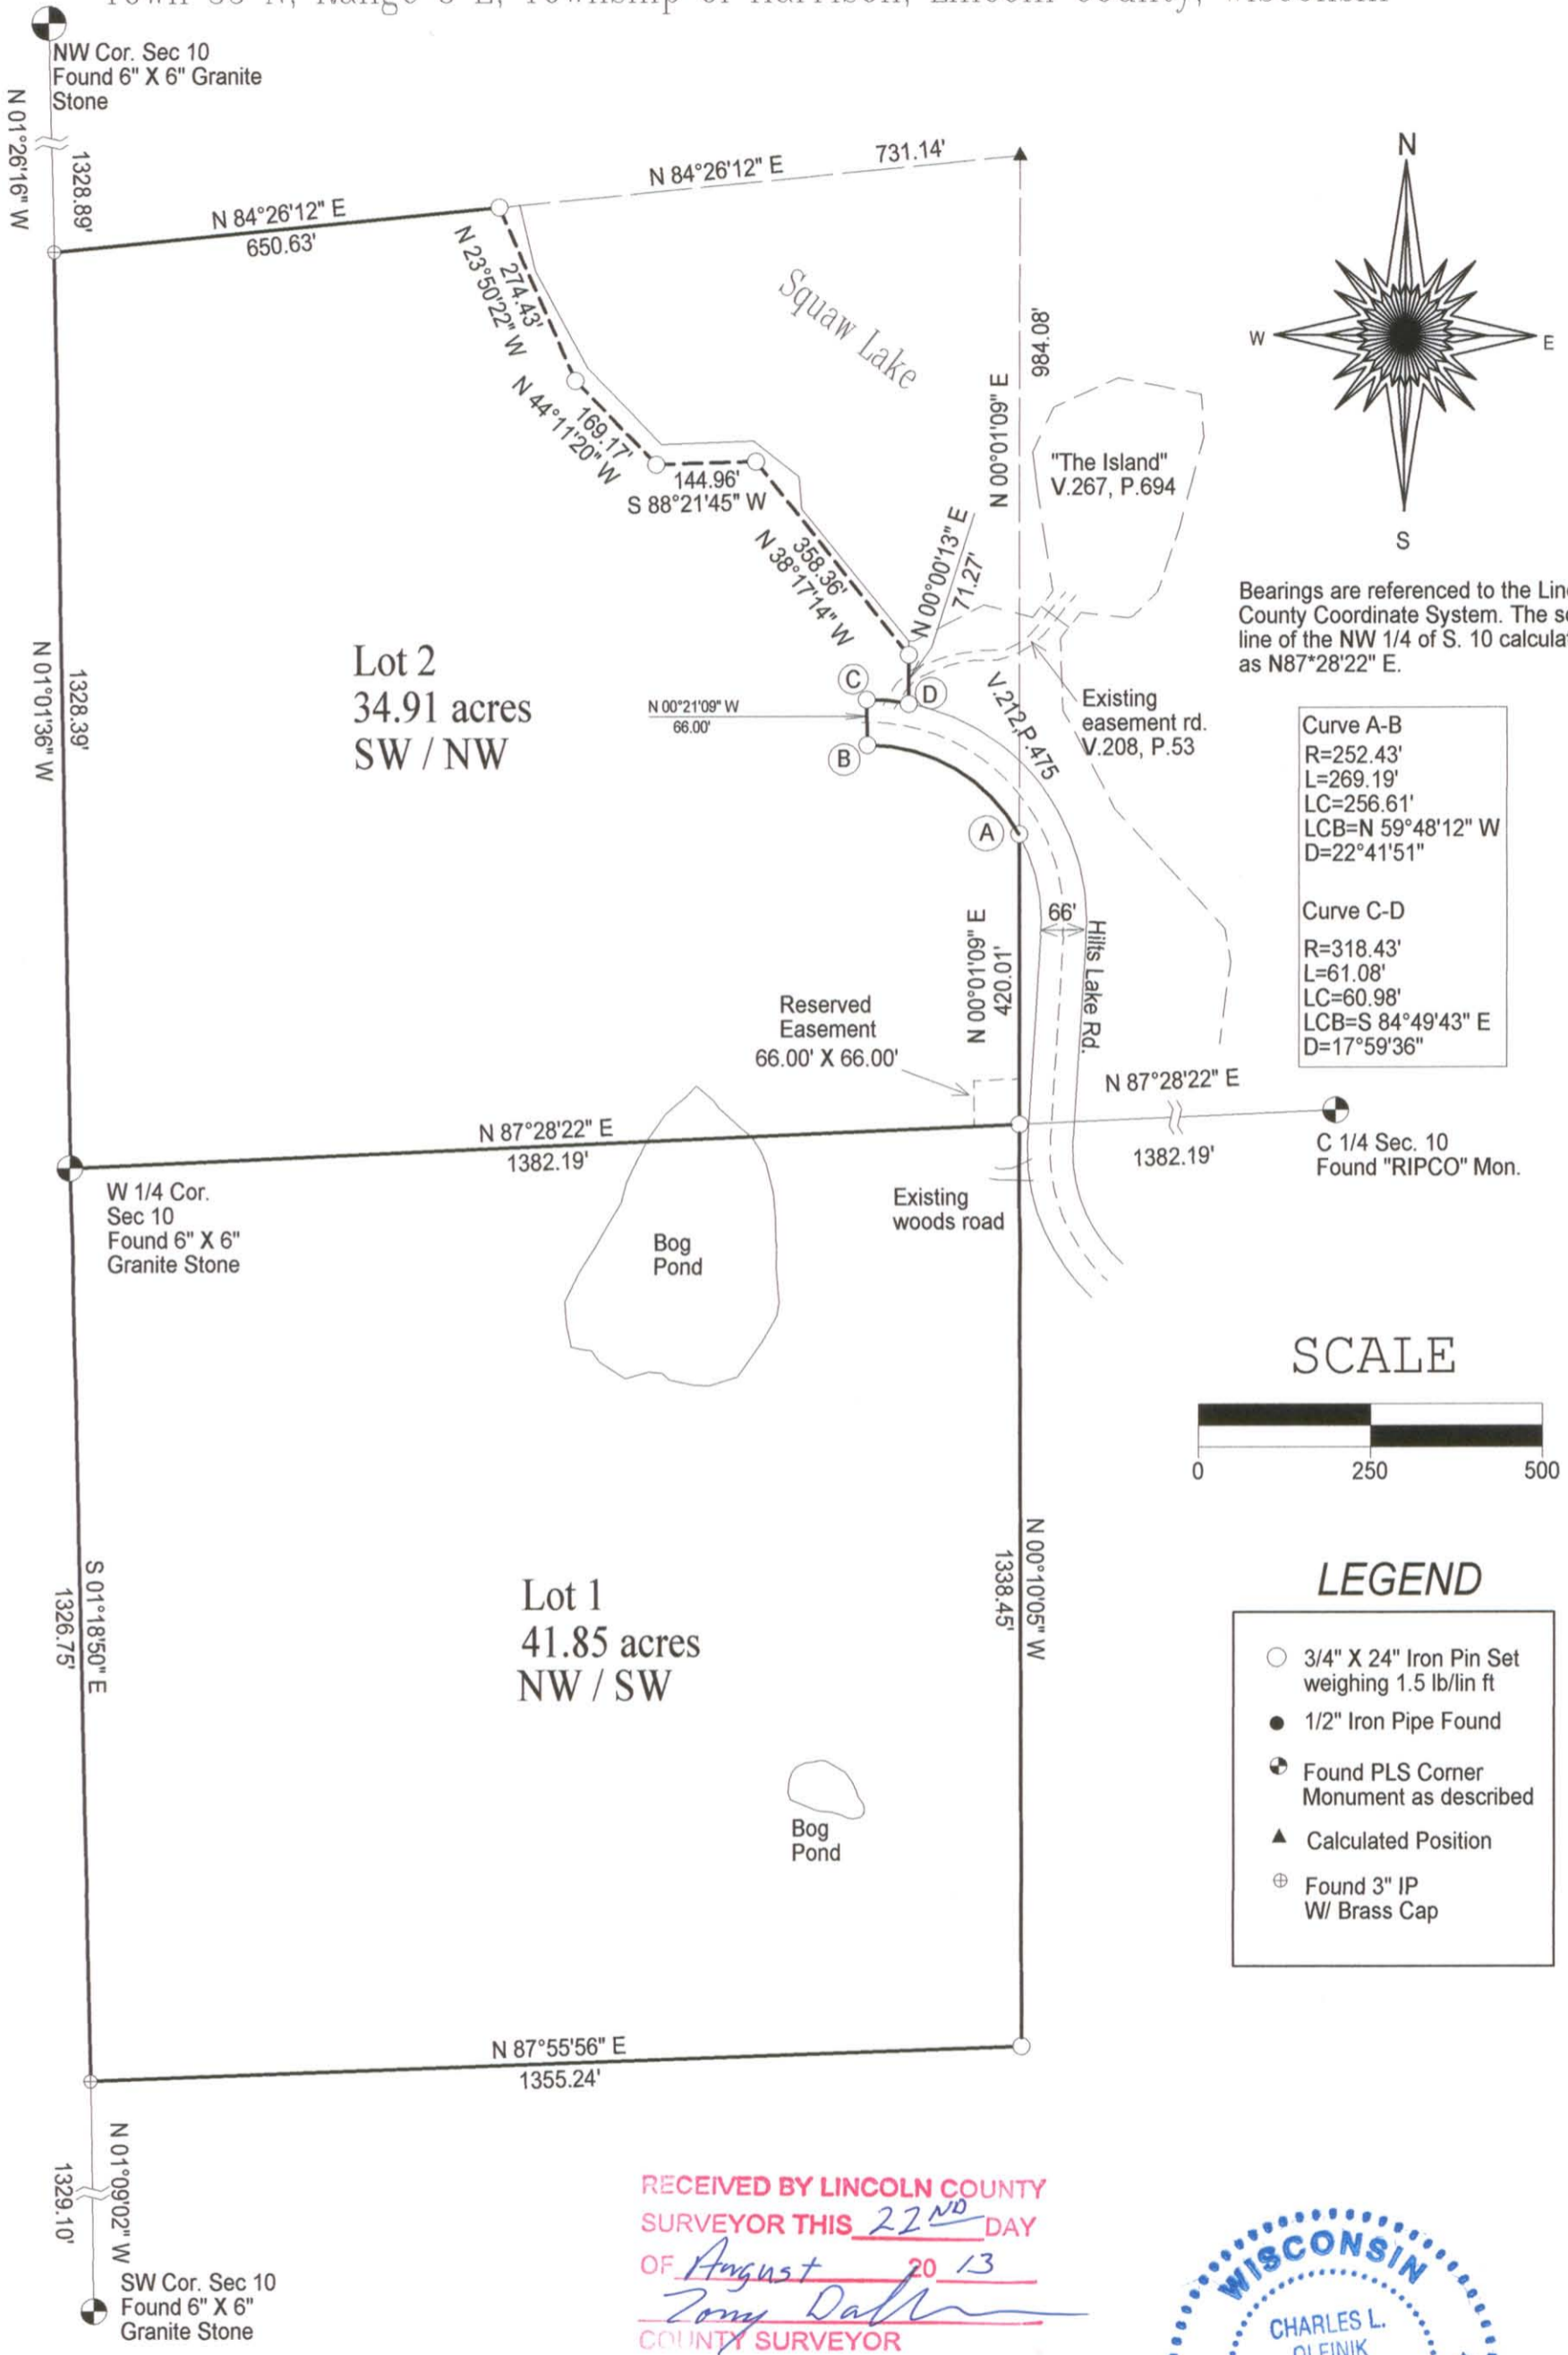 Town 35 N, Range 8 E, Township of Harrison, Lincoln County, Wisconsin
NW Cor. Sec 10
Found 6" X 6" Granite
Stone
N 01°26'16" W
1328.89'
N 84°26'12" E
650.63'
N 84°26'12" E
731.14'
N 23°50'22" W
274.43'
N 44°11'20" W
169.17'
144.96'
S 88°21'45" W
358.36'
N 38°17'14" W
Squaw Lake
N 00°01'09" E
984.08'
N 00°00'13" E
71.27'
"The Island"
V.267, P.694
N
W
E
S
Bearings are referenced to the
County Coordinate System. The
line of the NW 1/4 of S. 10
as N87*28'22" E.
N 01°01'36" W
1328.39'
Lot 2
34.91 acres
SW / NW
N 00°21'09" W
66.00'
C
D
B
A
V.212,P.475
Existing
easement rd.
V.208, P.53
Curve A-B
R=252.43'
L=269.19'
LC=256.61'
LCB=N 59°48'12" W
D=22°41'51"
Curve C-D
R=318.43'
L=61.08'
LC=60.98'
LCB=S 84°49'43" E
D=17°59'36"
N 00°01'09" E
420.01'
66'
Hilts Lake Rd.
Reserved
Easement
66.00' X 66.00'
N 87°28'22" E
1382.19'
N 87°28'22" E
1382.19'
C 1/4 Sec. 10
Found "RIPCO" Mon.
W 1/4 Cor.
Sec 10
Found 6" X 6"
Granite Stone
Existing
woods road
Bog
Pond
SCALE
0 250 500
S 01°18'50" E
1326.75'
Lot 1
41.85 acres
NW / SW
N 00°10'05" W
1338.45'
Bog
Pond
LEGEND
3/4" X 24" Iron Pin Set
weighing 1.5 lb/lin ft
1/2" Iron Pipe Found
Found PLS Corner
Monument as described
Calculated Position
Found 3" IP
W/ Brass Cap
N 87°55'56" E
1355.24'
N 01°09'02" W
1329.10'
SW Cor. Sec 10
Found 6" X 6"
Granite Stone
RECEIVED BY LINCOLN COUNTY
SURVEYOR THIS 22ND DAY
OF August 20 13
Tony
COUNTY SURVEYOR
WISCONSIN
CHARLES L.
OLEINIK